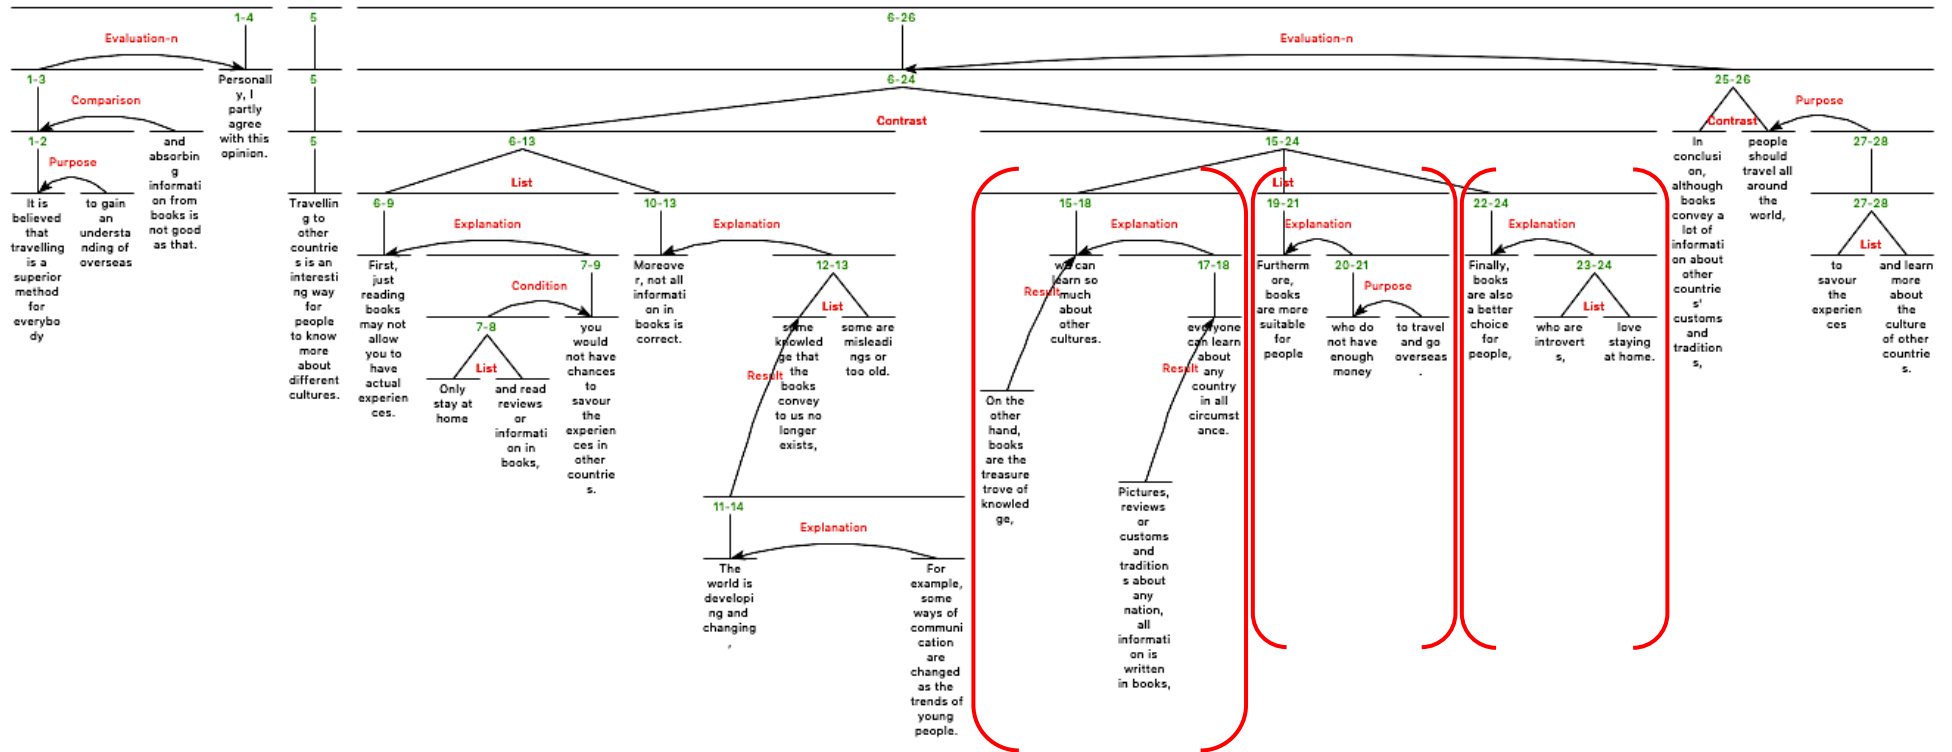 1-4
5
6-26
Evaluation-n
Evaluation-n
1-3
Personall
y, I
partly
agree
with this
opinion.
5
6-24
25-26
Comparison
Contrast
Contrast
Purpose
1-2
and
absorbin
g
informati
on from
books is
not good
as that.
5
6-13
15-24
In
conclusi
on,
although
books
convey a
lot of
informati
on about
other
countrie
s'
customs
and
tradition
s,
people
should
travel all
around
the
world,
27-28
Purpose
List
List
It is
believed
that
travelling
is a
superior
method
for
everybo
dy
to gain
an
understa
nding of
overseas
Travellin
g to
other
countrie
s is an
interesti
ng way
for
people
to know
more
about
different
cultures.
6-9
10-13
15-18
19-21
22-24
27-28
Explanation
Explanation
Explanation
Explanation
Explanation
List
First,
just
reading
books
may not
allow
you to
have
actual
experien
ces.
7-9
Moreove
r, not all
informati
on in
books is
correct.
12-13
we can
learn so
much
about
other
cultures.
17-18
Furtherm
ore,
books
are more
suitable
for
people
20-21
Finally,
books
are also
a better
choice
for
people,
23-24
to
savour
the
experien
ces
and learn
more
about
the
culture
of other
countrie
s.
Condition
List
Result
Purpose
List
7-8
you
would
not have
chances
to
savour
the
experien
ces in
other
countrie
s.
some
knowled
ge that
the
books
convey
to us no
longer
exists,
some are
misleadi
ngs or
too old.
everyone
can learn
about
any
country
in all
circumst
ance.
who do
not have
enough
money
to travel
and go
overseas
.
who are
introvert
s,
love
staying
at home.
List
Result
Result
Only
stay at
home
and read
reviews
or
informati
on in
books,
On the
other
hand,
books
are the
treasure
trove of
knowled
ge,
Pictures,
reviews
or
customs
and
tradition
s about
any
nation,
all
informati
on is
written
in books,
11-14
Explanation
The
world is
developi
ng and
changing
,
For
example,
some
ways of
communi
cation
are
changed
as the
trends of
young
people.